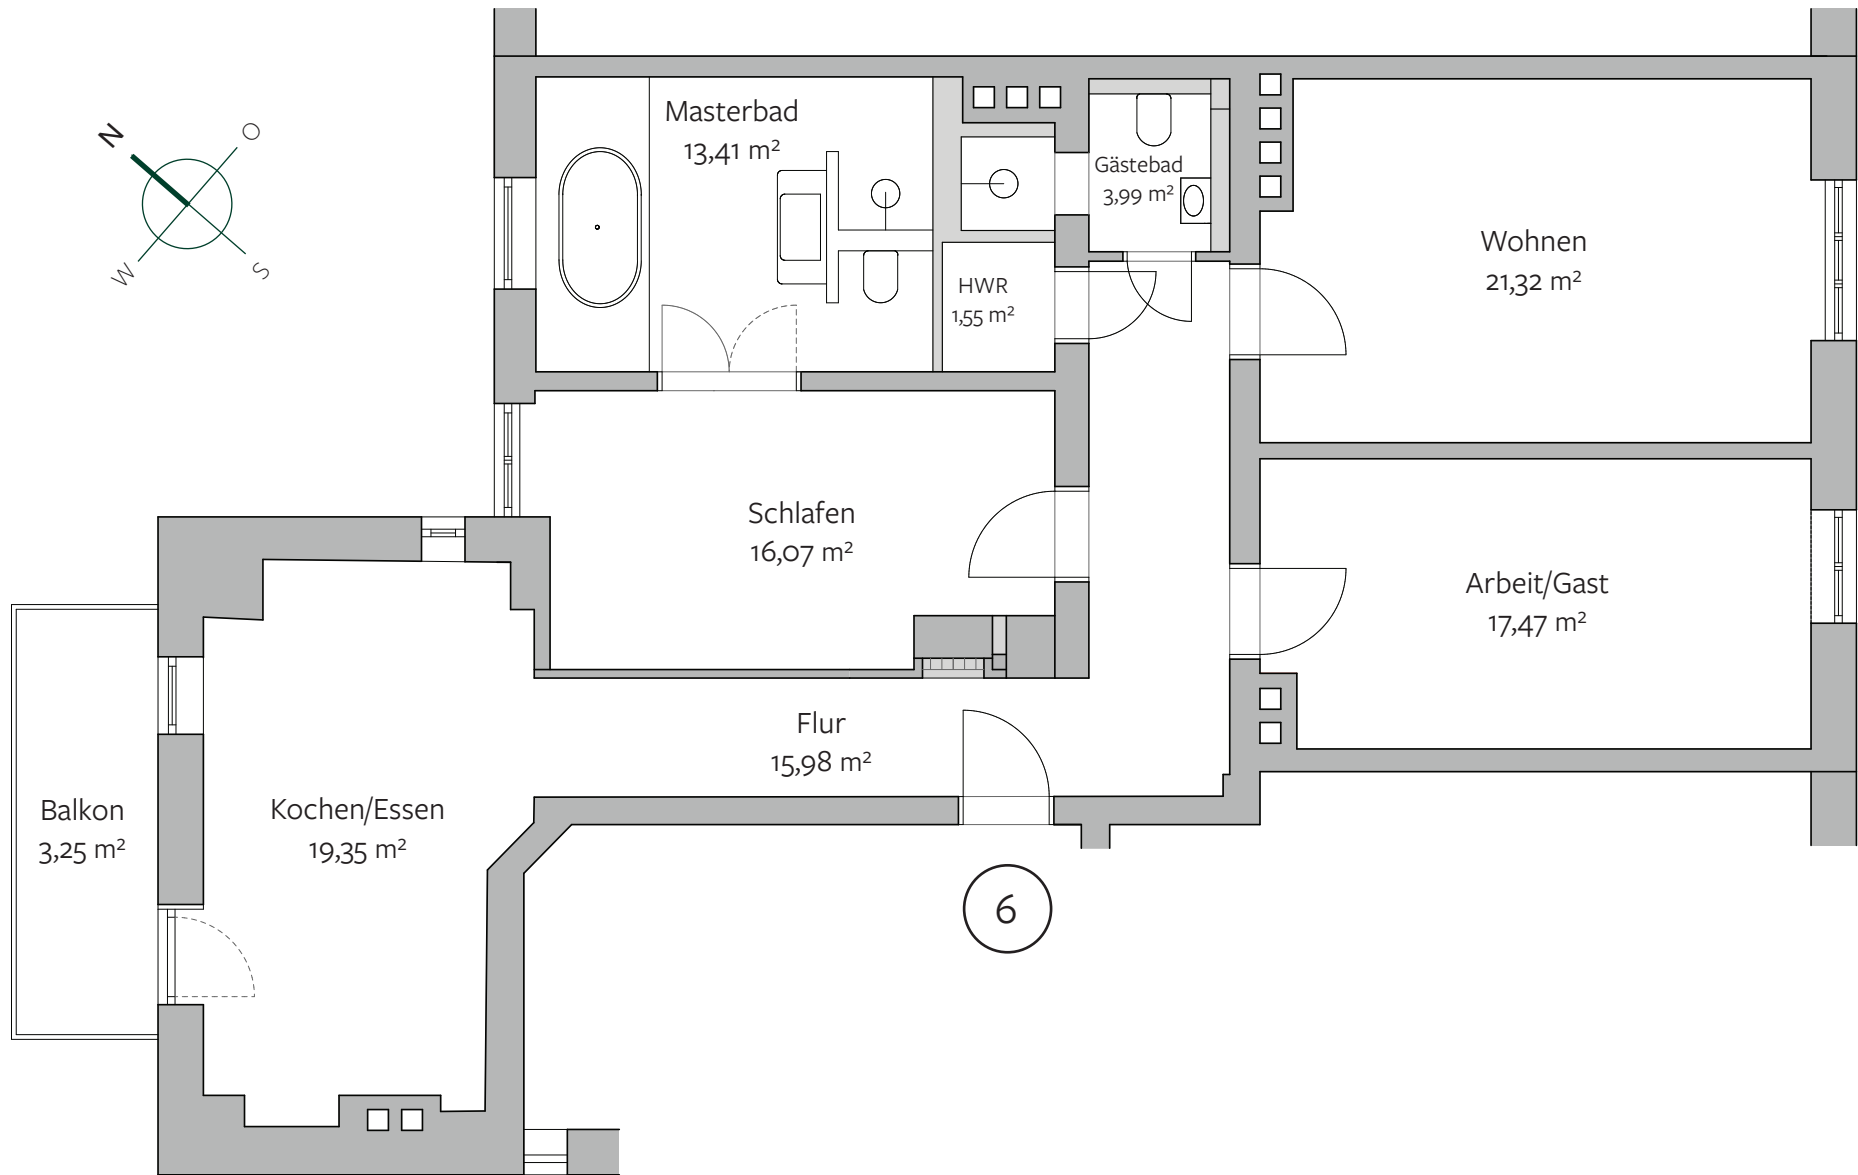 N
O
W
S
Masterbad
13,41 m²
Gästebad
3,99 m²
HWR
1,55 m²
Wohnen
21,32 m²
Schlafen
16,07 m²
Arbeit/Gast
17,47 m²
Flur
15,98 m²
Balkon
3,25 m²
Kochen/Essen
19,35 m²
6